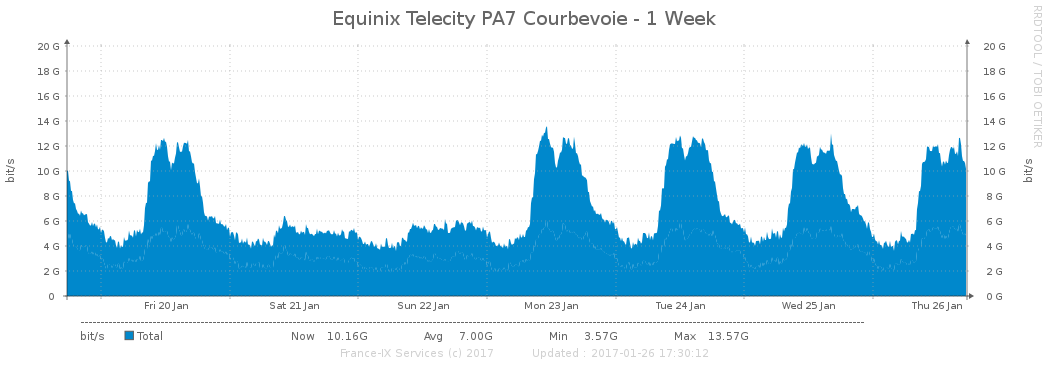 Equinix Telecity PA7 Courbevoie - 1 Week
RRDTOOL / TOBI OETIKER
20 G 20 G
18 G 18 G
16 G 16 G
14 G 14 G
12 G 12 G
10 G 10 G
8 G 8 G
6 G 6 G
4 G 4 G
2 G 2 G
0 0 G
bit/s bit/s
Fri 20 Jan Sat 21 Jan Sun 22 Jan Mon 23 Jan Tue 24 Jan Wed 25 Jan Thu 26 Jan
bit/s Total Now 10.16G Avg 7.00G Min 3.57G Max 13.57G
France-IX Services (c) 2017 Updated : 2017-01-26 17:30:12